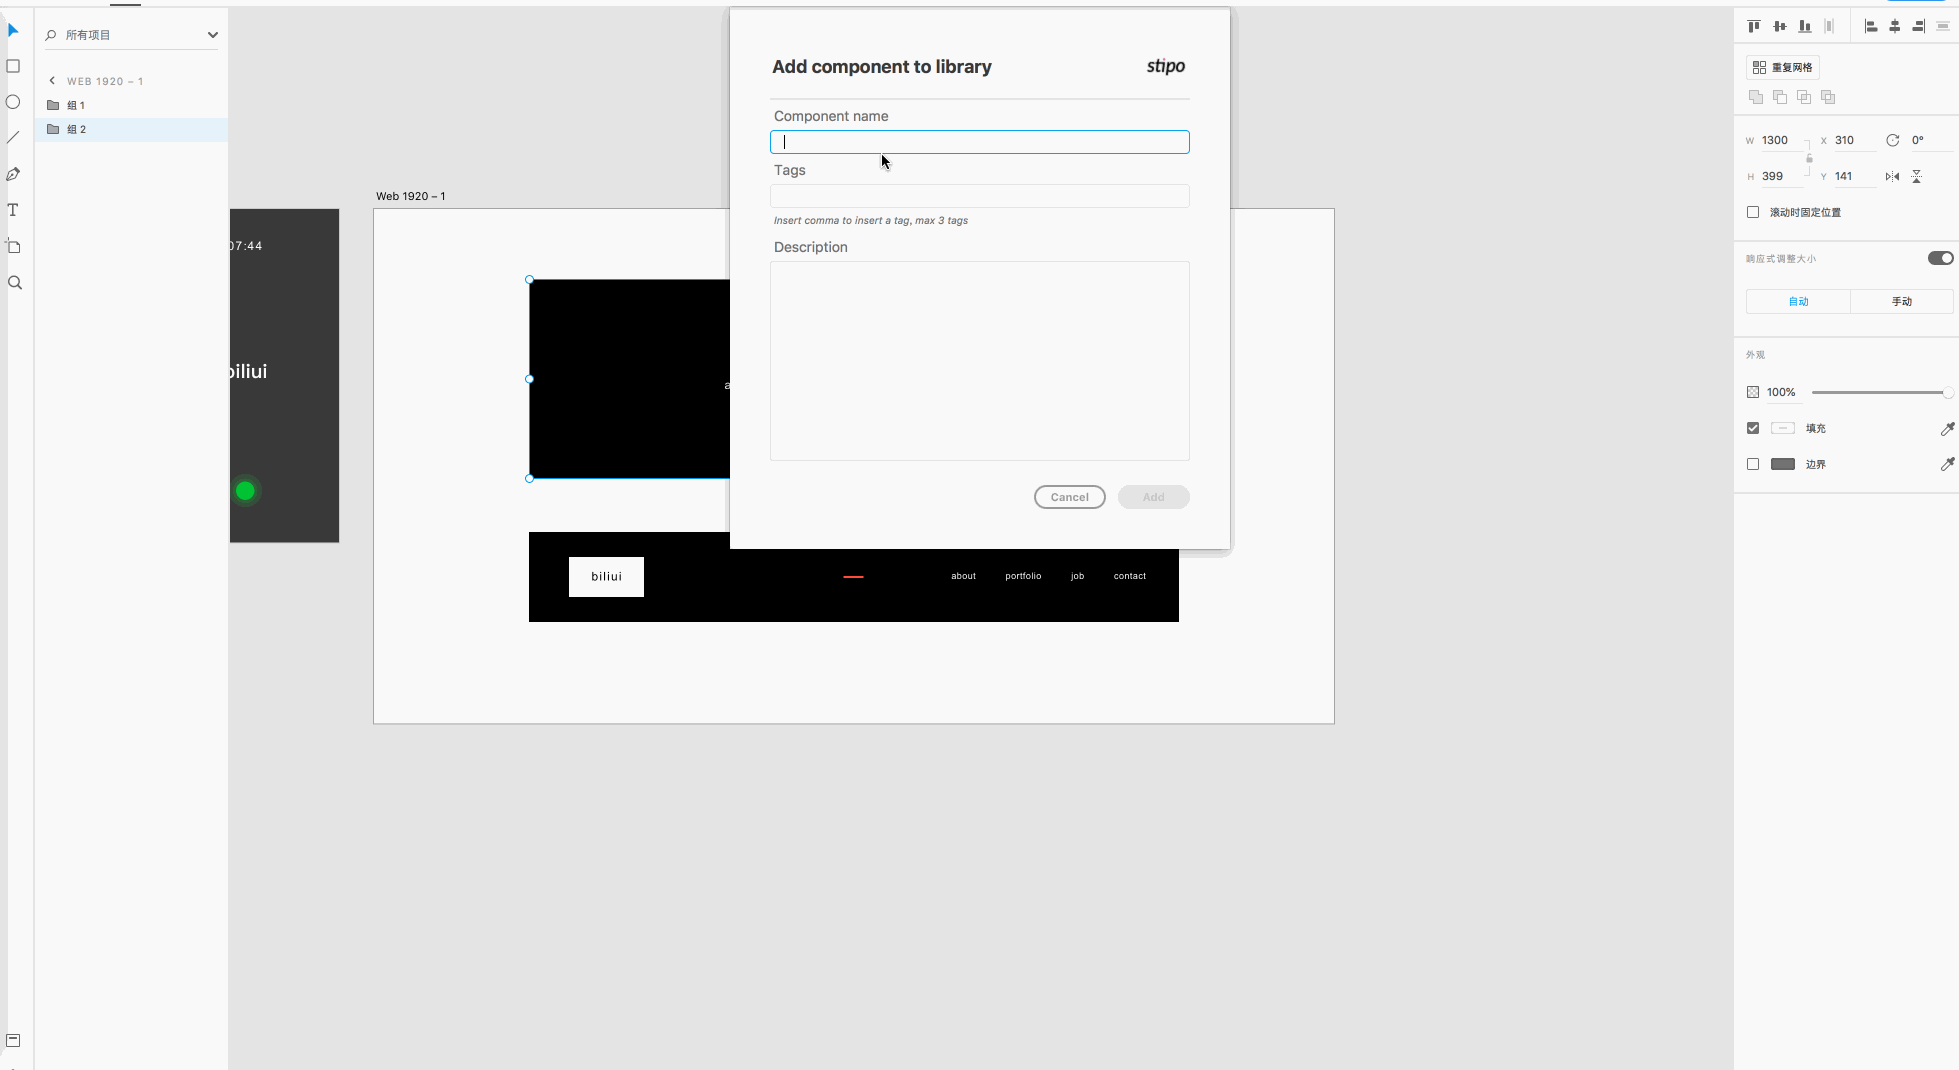 所有项目
WEB 1920 – 1
组 1
组 2
07:44
biliui
Web 1920 – 1
biliui
about
portfolio
job
contact
Add component to library
stipo
Component name
Tags
Insert comma to insert a tag, max 3 tags
Description
Cancel
Add
重复网格
W 1300
X 310
0°
H 399
Y 141
滚动时固定位置
响应式调整大小
自动
手动
外观
100%
填充
边界